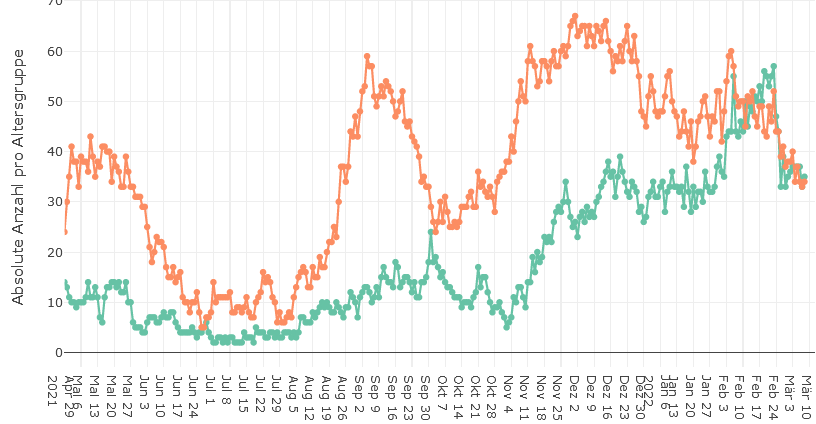 Absolute Anzahl pro Altersgruppe
70
60
50
40
30
20
10
0
Apr 29
2021
Mai 6
Mai 13
Mai 20
Mai 27
Jun 3
Jun 10
Jun 17
Jun 24
Jul 1
Jul 8
Jul 15
Jul 22
Jul 29
Aug 5
Aug 12
Aug 19
Aug 26
Sep 2
Sep 9
Sep 16
Sep 23
Sep 30
Okt 7
Okt 14
Okt 21
Okt 28
Nov 4
Nov 11
Nov 18
Nov 25
Dez 2
Dez 9
Dez 16
Dez 23
Dez 30
2022
Jan 6
Jan 13
Jan 20
Jan 27
Feb 3
Feb 10
Feb 17
Feb 24
Mär 3
Mär 10